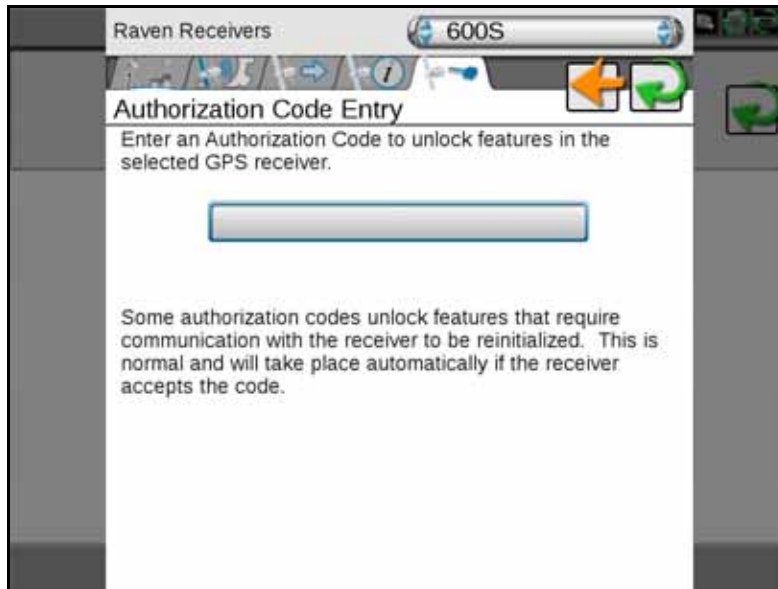 Raven Receivers
600S
i
Authorization Code Entry
Enter an Authorization Code to unlock features in the
selected GPS receiver.
Some authorization codes unlock features that require
communication with the receiver to be reinitialized.  This is
normal and will take place automatically if the receiver
accepts the code.